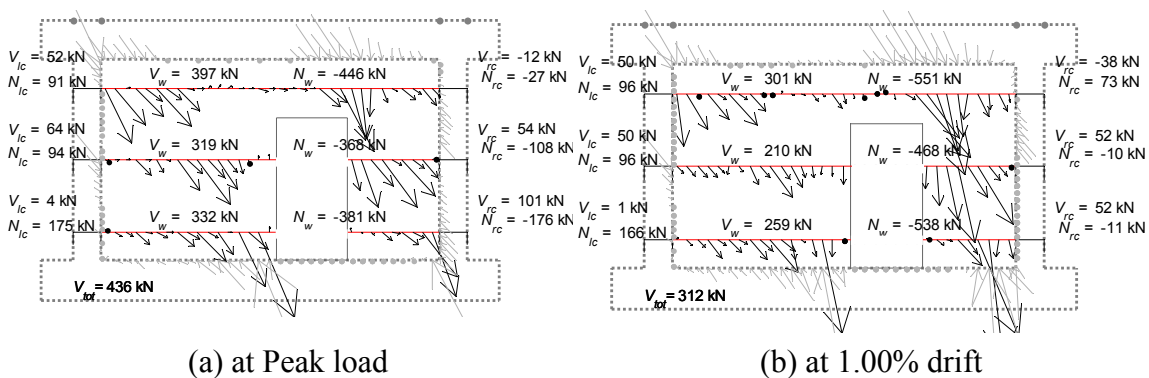 V_lc = 52 kN
N_lc = 91 kN
V_w = 397 kN N_w = -446 kN
V_rc = -12 kN
N_rc = -27 kN
V_lc = 64 kN
N_lc = 94 kN
V_w = 319 kN N_w = -368 kN
V_rc = 54 kN
N_rc = -108 kN
V_lc = 4 kN
N_lc = 175 kN
V_w = 332 kN N_w = -381 kN
V_rc = 101 kN
N_rc = -176 kN
V_tot = 436 kN
(a) at Peak load
V_lc = 50 kN
N_lc = 96 kN
V_w = 301 kN N_w = -551 kN
V_rc = -38 kN
N_rc = 73 kN
V_lc = 50 kN
N_lc = 96 kN
V_w = 210 kN N_w = -468 kN
V_rc = 52 kN
N_rc = -10 kN
V_lc = 1 kN
N_lc = 166 kN
V_w = 259 kN N_w = -538 kN
V_rc = 52 kN
N_rc = -11 kN
V_tot = 312 kN
(b) at 1.00% drift